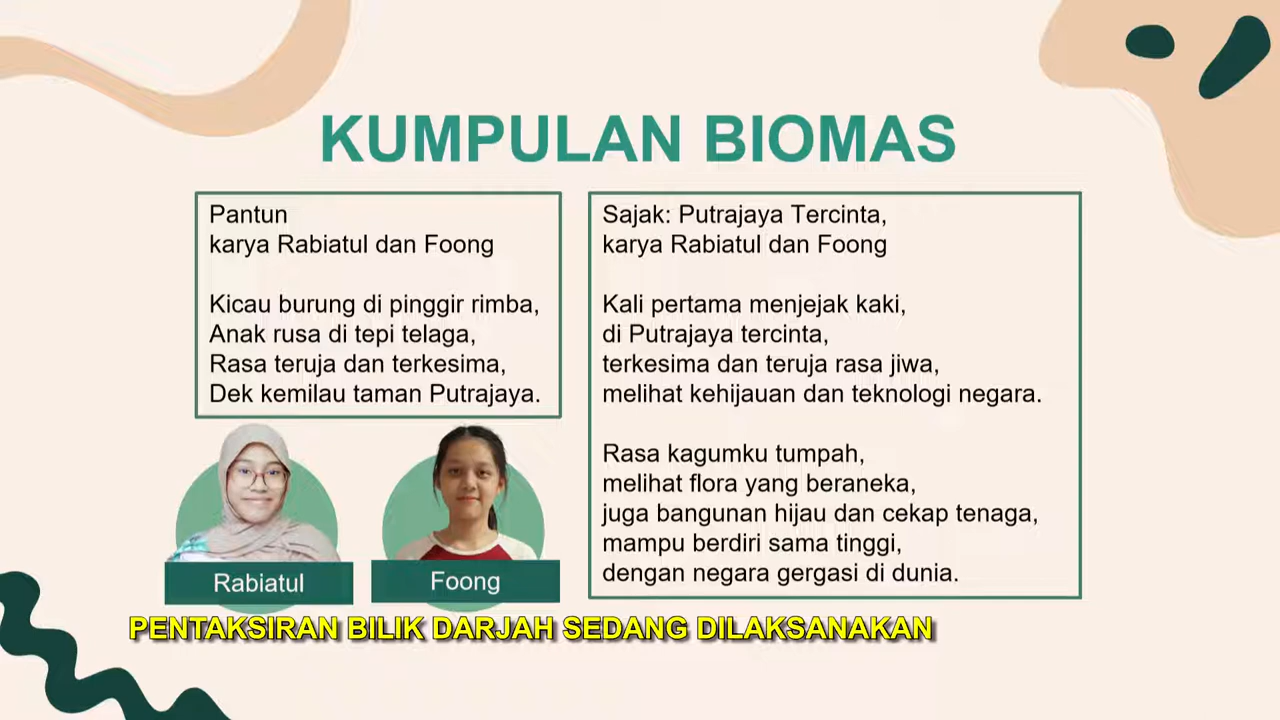 KUMPULAN BIOMAS
Pantun
karya Rabiatul dan Foong
Kicau burung di pinggir rimba,
Anak rusa di tepi telaga,
Rasa teruja dan terkesima,
Dek kemilau taman Putrajaya.
Sajak: Putrajaya Tercinta,
karya Rabiatul dan Foong
Kali pertama menjejak kaki,
di Putrajaya tercinta,
terkesima dan teruja rasa jiwa,
melihat kehijauan dan teknologi negara.
Rasa kagumku tumpah,
melihat flora yang beraneka,
juga bangunan hijau dan cekap tenaga,
mampu berdiri sama tinggi,
dengan negara gergasi di dunia.
Rabiatul
Foong
PENTAKSIRAN BILIK DARJAH SEDANG DILAKSANAKAN